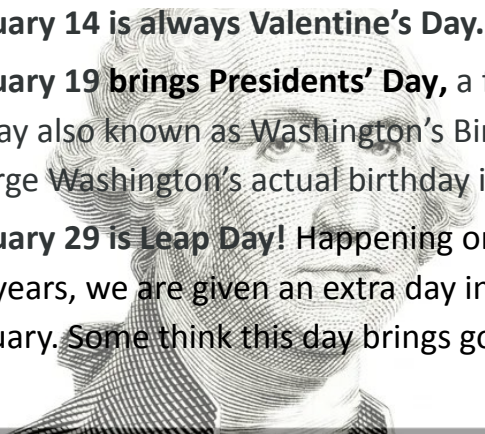 uary 14 is always Valentine’s Day.
uary 19 brings Presidents’ Day, a f
ay also known as Washington’s Bir
rge Washington’s actual birthday i
uary 29 is Leap Day! Happening or
years, we are given an extra day in
uary. Some think this day brings go